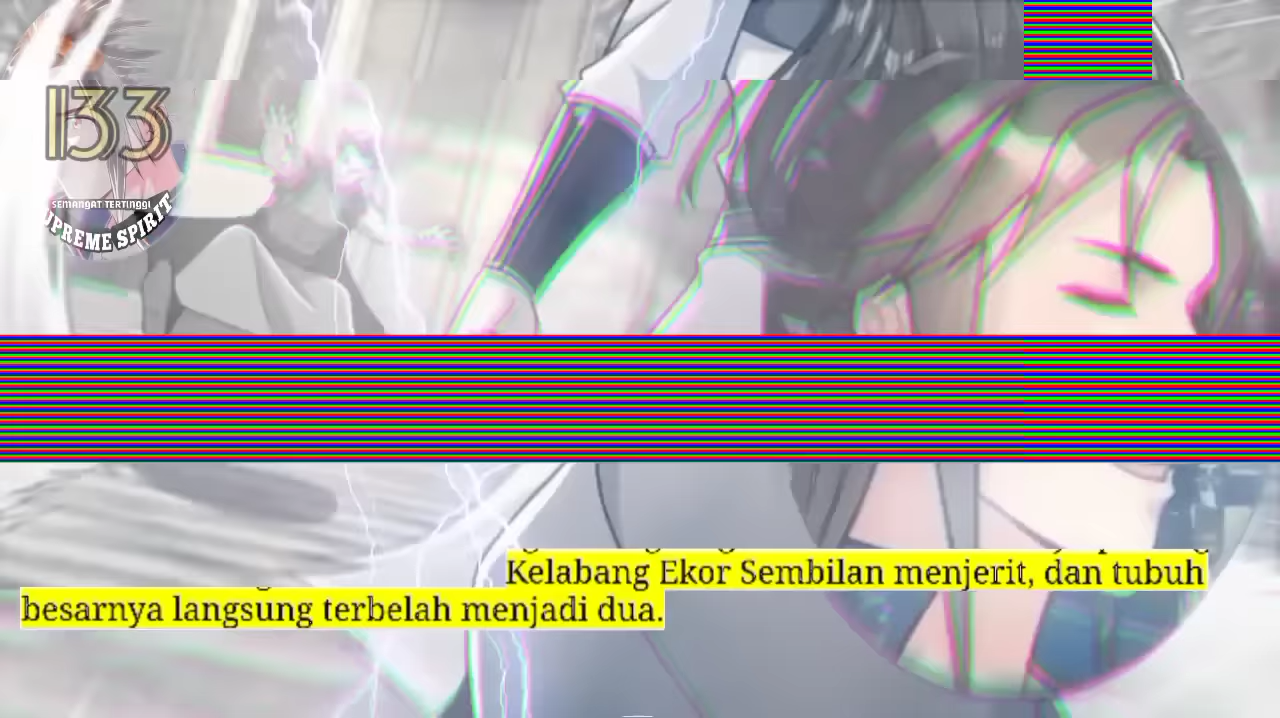 133
SEMANGAT TERTINGGI
UPREME SPIRIT
Kelabang Ekor Sembilan menjerit, dan tubuh
besarnya langsung terbelah menjadi dua.